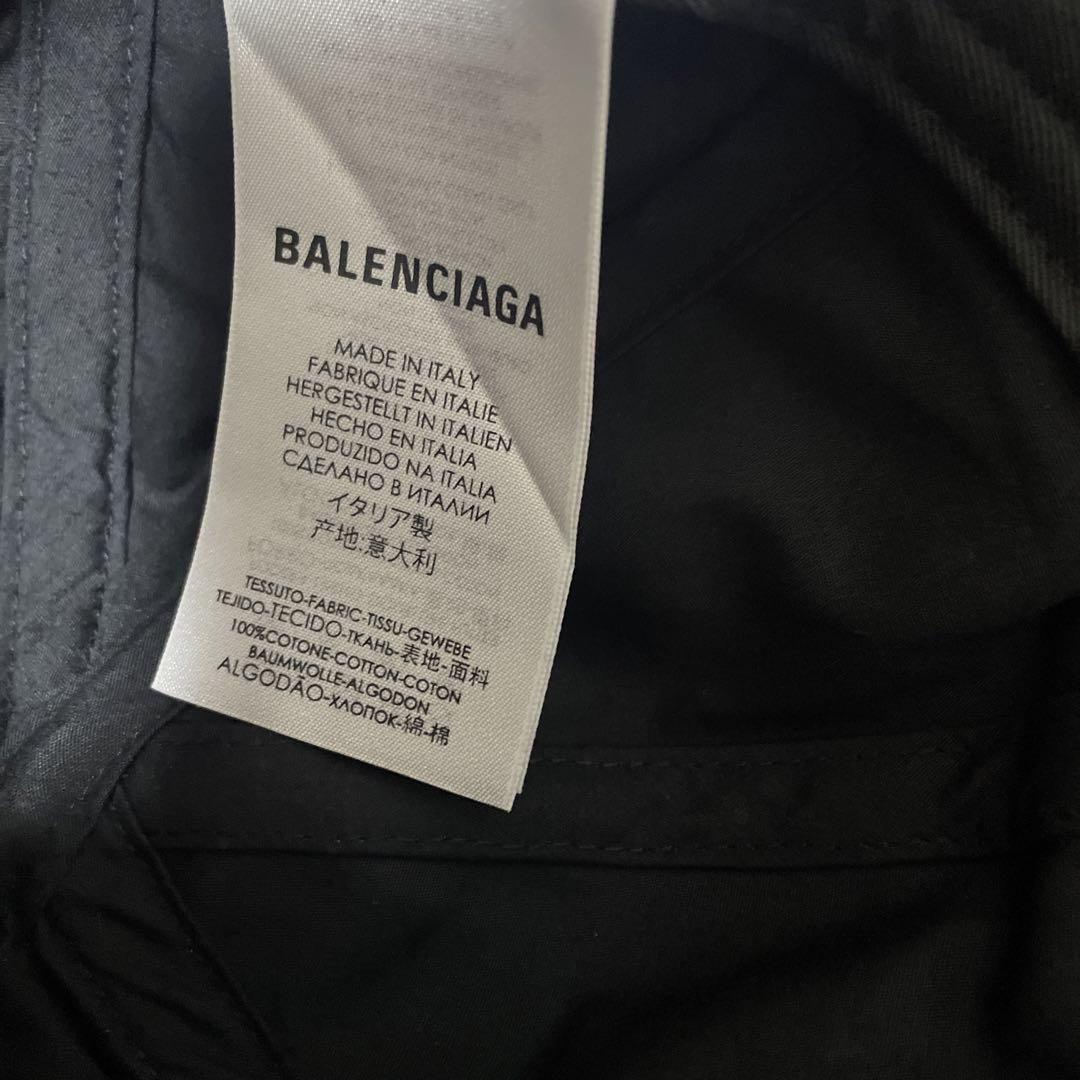 BALENCIAGA
MADE IN ITALY
FABRIQUE EN ITALIE
HERGESTELLT IN ITALIEN
HECHO EN ITALIA
PRODUZIDO NA ITALIA
СДЕЛАНО В ИТАЛИИ
イタリア製
产地:意大利
TESSUTO-FABRIC-TISSU-GEWEBE
TEJIDO-TECIDO-ТКАНЬ-表地-面料
100%COTONE-COTTON-COTON
BAUMWOLLE-ALGODON
ALGODÃO-ХЛОПОК-綿-棉